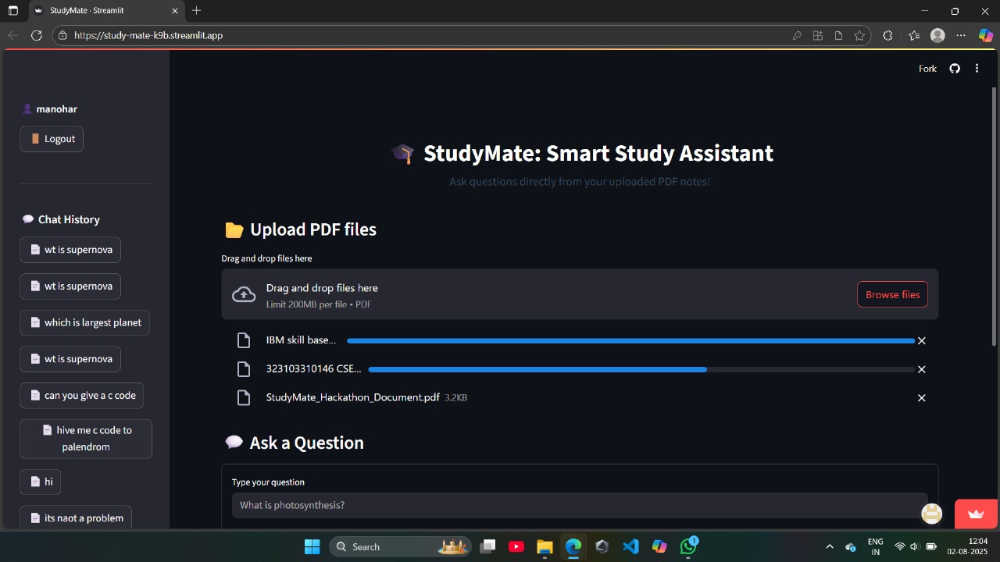 StudyMate · Streamlit
https://study-mate-k9b.streamlit.app
Fork
manohar
Logout
Chat History
wt is supernova
wt is supernova
which is largest planet
wt is supernova
can you give a c code
hive me c code to
palendrom
hi
its naot a problem
StudyMate: Smart Study Assistant
Ask questions directly from your uploaded PDF notes!
Upload PDF files
Drag and drop files here
Drag and drop files here
Limit 200MB per file • PDF
Browse files
IBM skill base...
323103310146 CSE...
StudyMate_Hackathon_Document.pdf 3.2KB
Ask a Question
Type your question
What is photosynthesis?
Search
1
ENG
IN
12:04
02-08-2025